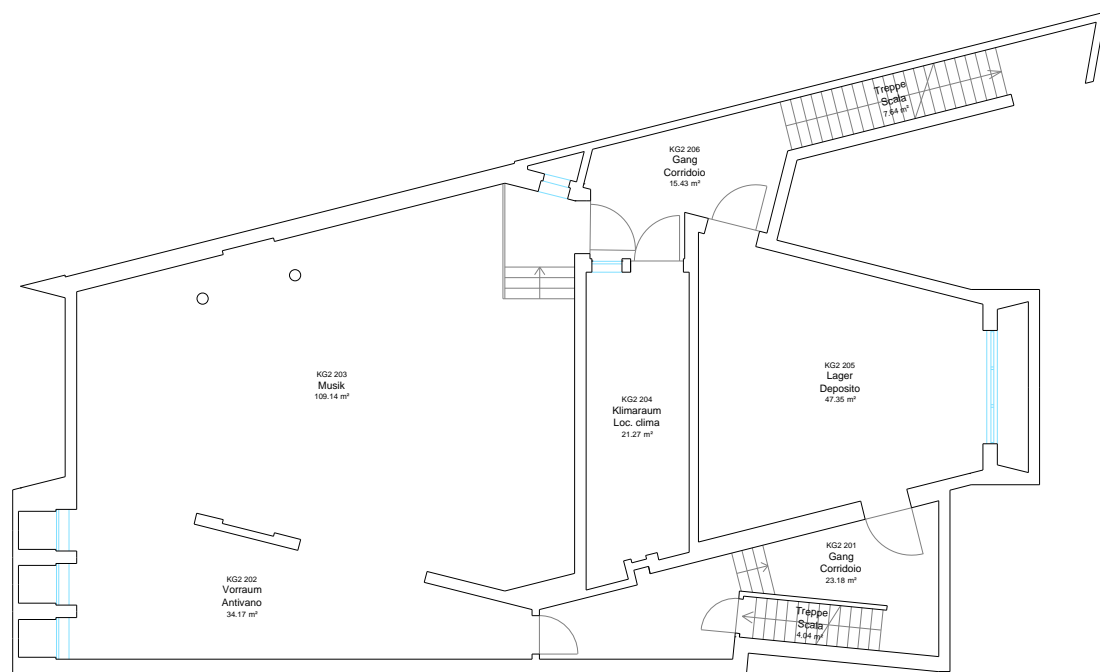 Treppe
Scala
7.64 m²
KG2 206
Gang
Corridoio
15.43 m²
KG2 203
Musik
109.14 m²
KG2 205
Lager
Deposito
47.35 m²
KG2 204
Klimaraum
Loc. clima
21.27 m²
KG2 201
Gang
Corridoio
23.18 m²
KG2 202
Vorraum
Antivano
34.17 m²
Treppe
Scala
4.04 m²